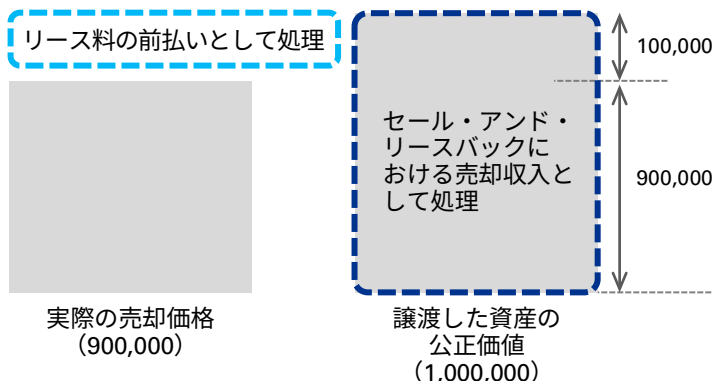 リース料の前払いとして処理
100,000
セール・アンド・
リースバックに
おける売却収入と
して処理
900,000
実際の売却価格
（900,000）
譲渡した資産の
公正価値
（1,000,000）